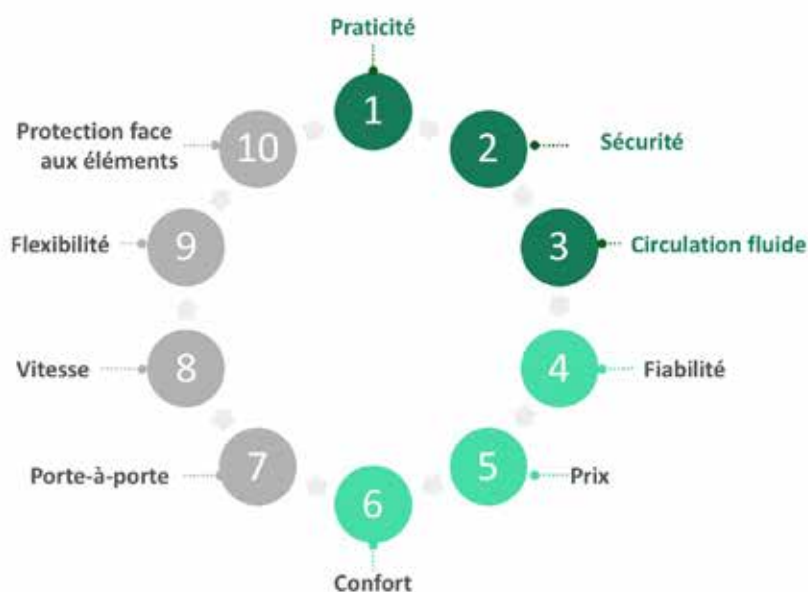 Praticité
1
2
Sécurité
3
Circulation fluide
4
Fiabilité
5
Prix
6
Confort
7
Porte-à-porte
8
Vitesse
9
Flexibilité
10
Protection face
aux éléments